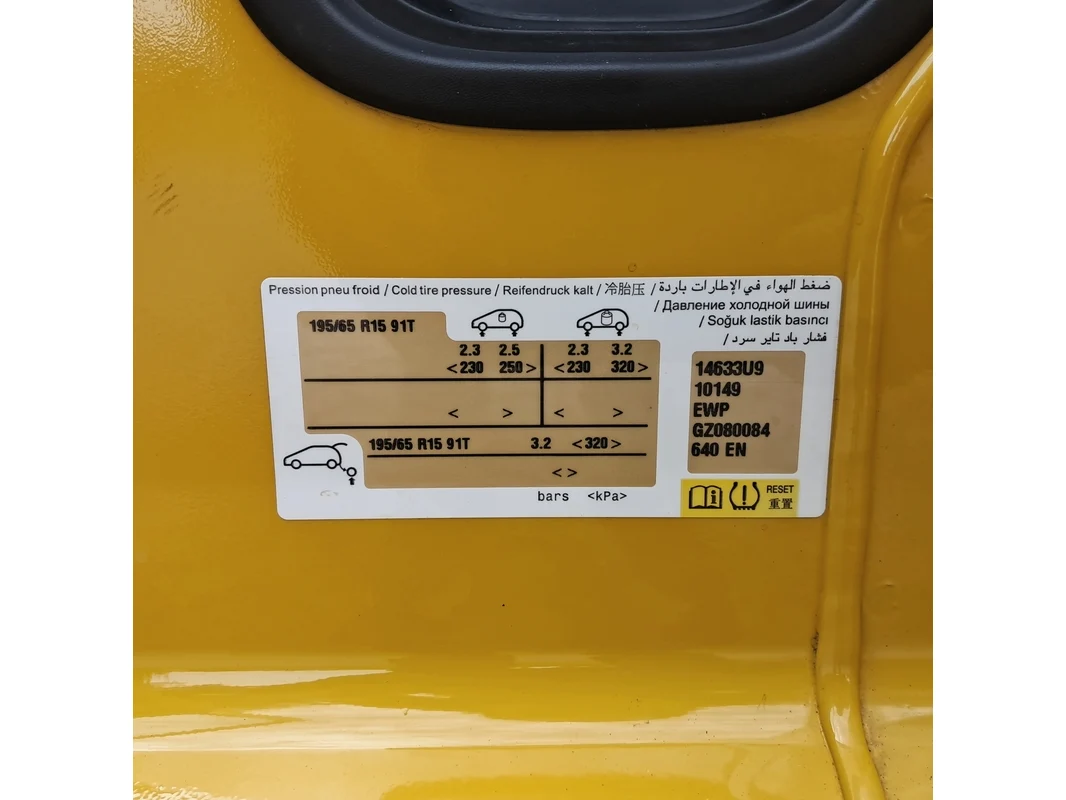 Pression pneu froid / Cold tire pressure / Reifendruck kalt / 冷胎压 / ضغط الهواء في الإطارات باردة
/ Давление холодной шины
/ Soğuk lastik basıncı
/ فشار باد تایر سرد
195/65 R15 91T
2.3 2.5 2.3 3.2
<230 250> <230 320>
< > < >
195/65 R15 91T 3.2 <320>
< >
bars <kPa>
14633U9
10149
EWP
GZ080084
640 EN
RESET
重置